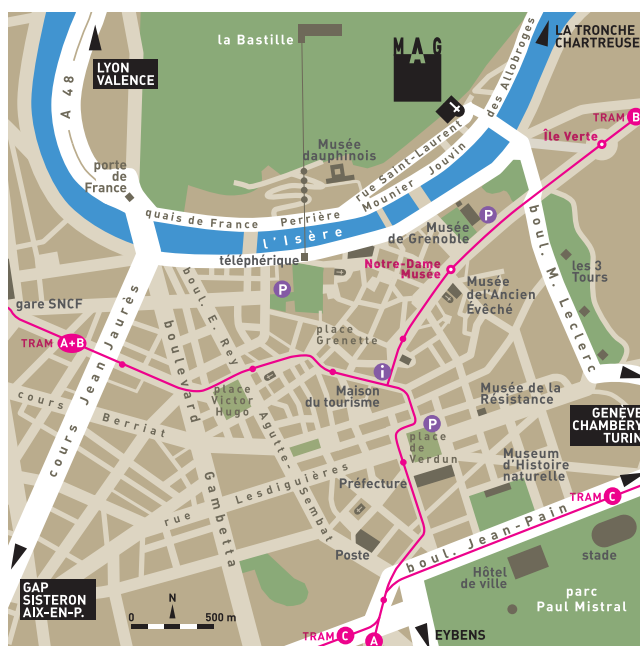 la Bastille
M A G
LA TRONCHE
CHARTREUSE
LYON
VALENCE
A 48
des Allobroges
TRAM B
Île Verte
Musée
dauphinois
rue Saint-Laurent
porte
de
France
quais de France Perrière Mounier Jouvin
P
Musée
de Grenoble
l'Isère
boul. M. Leclerc
téléphérique
Notre-Dame
Musée
les 3
Tours
gare SNCF
P
Musée
del'Ancien
Évêché
boul. E. Rey
place
Grenette
TRAM A+B
cours Jean Jaurès
boulevard
Gambetta
i
Maison
du tourisme
Musée de la
Résistance
place
Victor
Hugo
cours Berriat
Agutte-Sembat
P
place
de
Verdun
GENÈVE
CHAMBÉRY
TURIN
Museum
d'Histoire
naturelle
rue Lesdiguières
Préfecture
TRAM C
boul. Jean-Pain
Poste
stade
Hôtel
de ville
GAP
SISTERON
AIX-EN-P.
parc
Paul Mistral
N
0 500 m
TRAM C
A
EYBENS